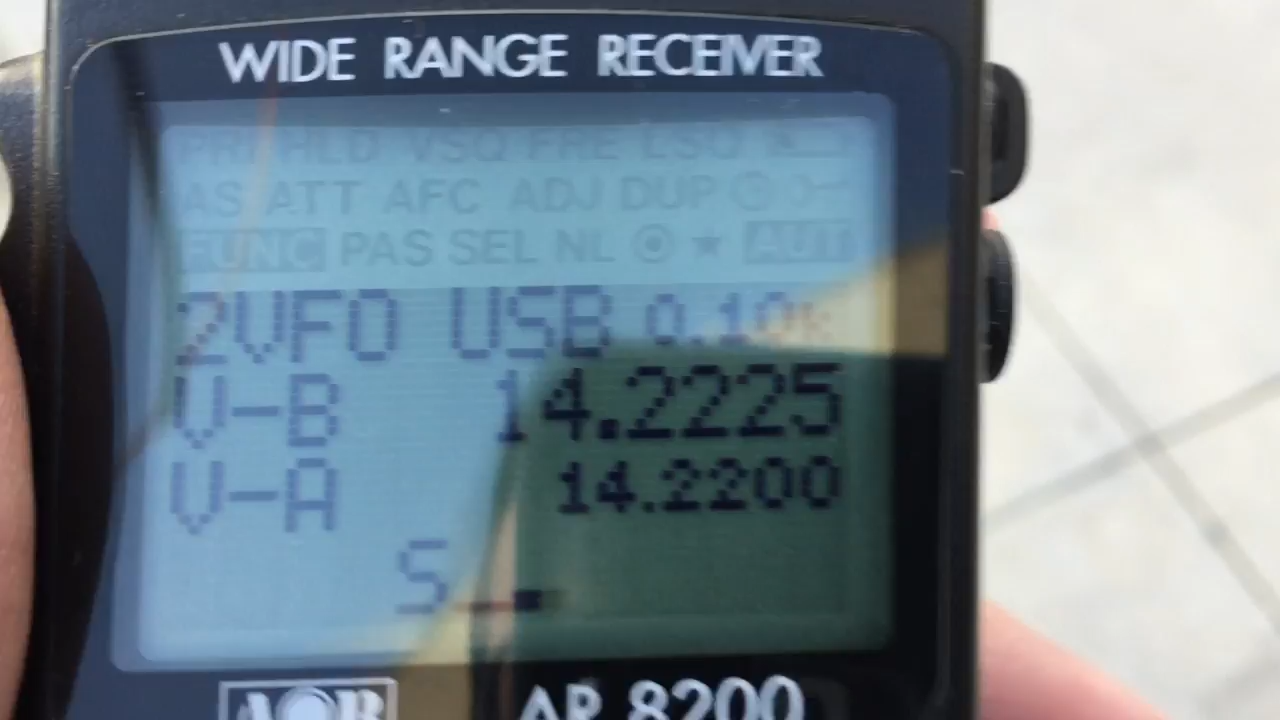 WIDE RANGE RECEIVER
PRI HLD VSQ FRE LSQ
AS ATT AFC ADJ DUP
FUNC PAS SEL NL ★ AUT
2VFO USB 0.10k
V-B 14.2225
V-A 14.2200
S
AOR AR 8200